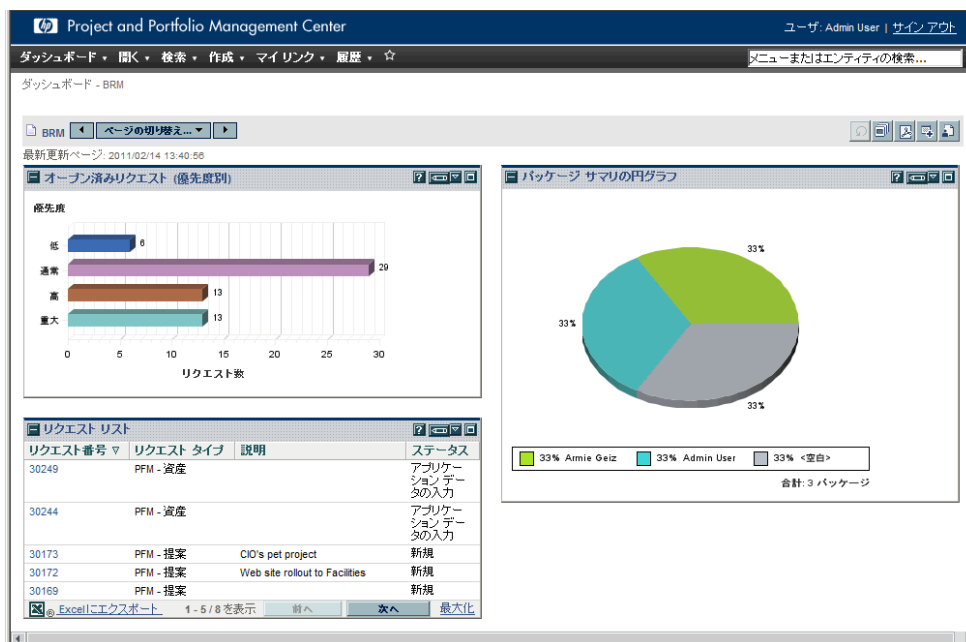 hp Project and Portfolio Management Center
ユーザ: Admin User | サイン アウト
ダッシュボード 開く 検索 作成 マイ リンク 履歴
メニューまたはエンティティの検索...
ダッシュボード - BRM
BRM ページの切り替え...
最新更新ページ: 2011/02/14 13:40:56
オープン済みリクエスト (優先度別)
優先度
低 6
通常 29
高 13
重大 13
0 5 10 15 20 25 30
リクエスト数
パッケージ サマリの円グラフ
33%
33%
33%
33% Armie Geiz 33% Admin User 33% <空白>
合計: 3 パッケージ
リクエスト リスト
リクエスト番号 リクエスト タイプ 説明 ステータス
30249 PFM - 資産 アプリケー
ション デー
タの入力
30244 PFM - 資産 アプリケー
ション デー
タの入力
30173 PFM - 提案 CIO's pet project 新規
30172 PFM - 提案 Web site rollout to Facilities 新規
30169 PFM - 提案 新規
Excelにエクスポート 1 - 5 / 8 を表示 前へ 次へ 最大化